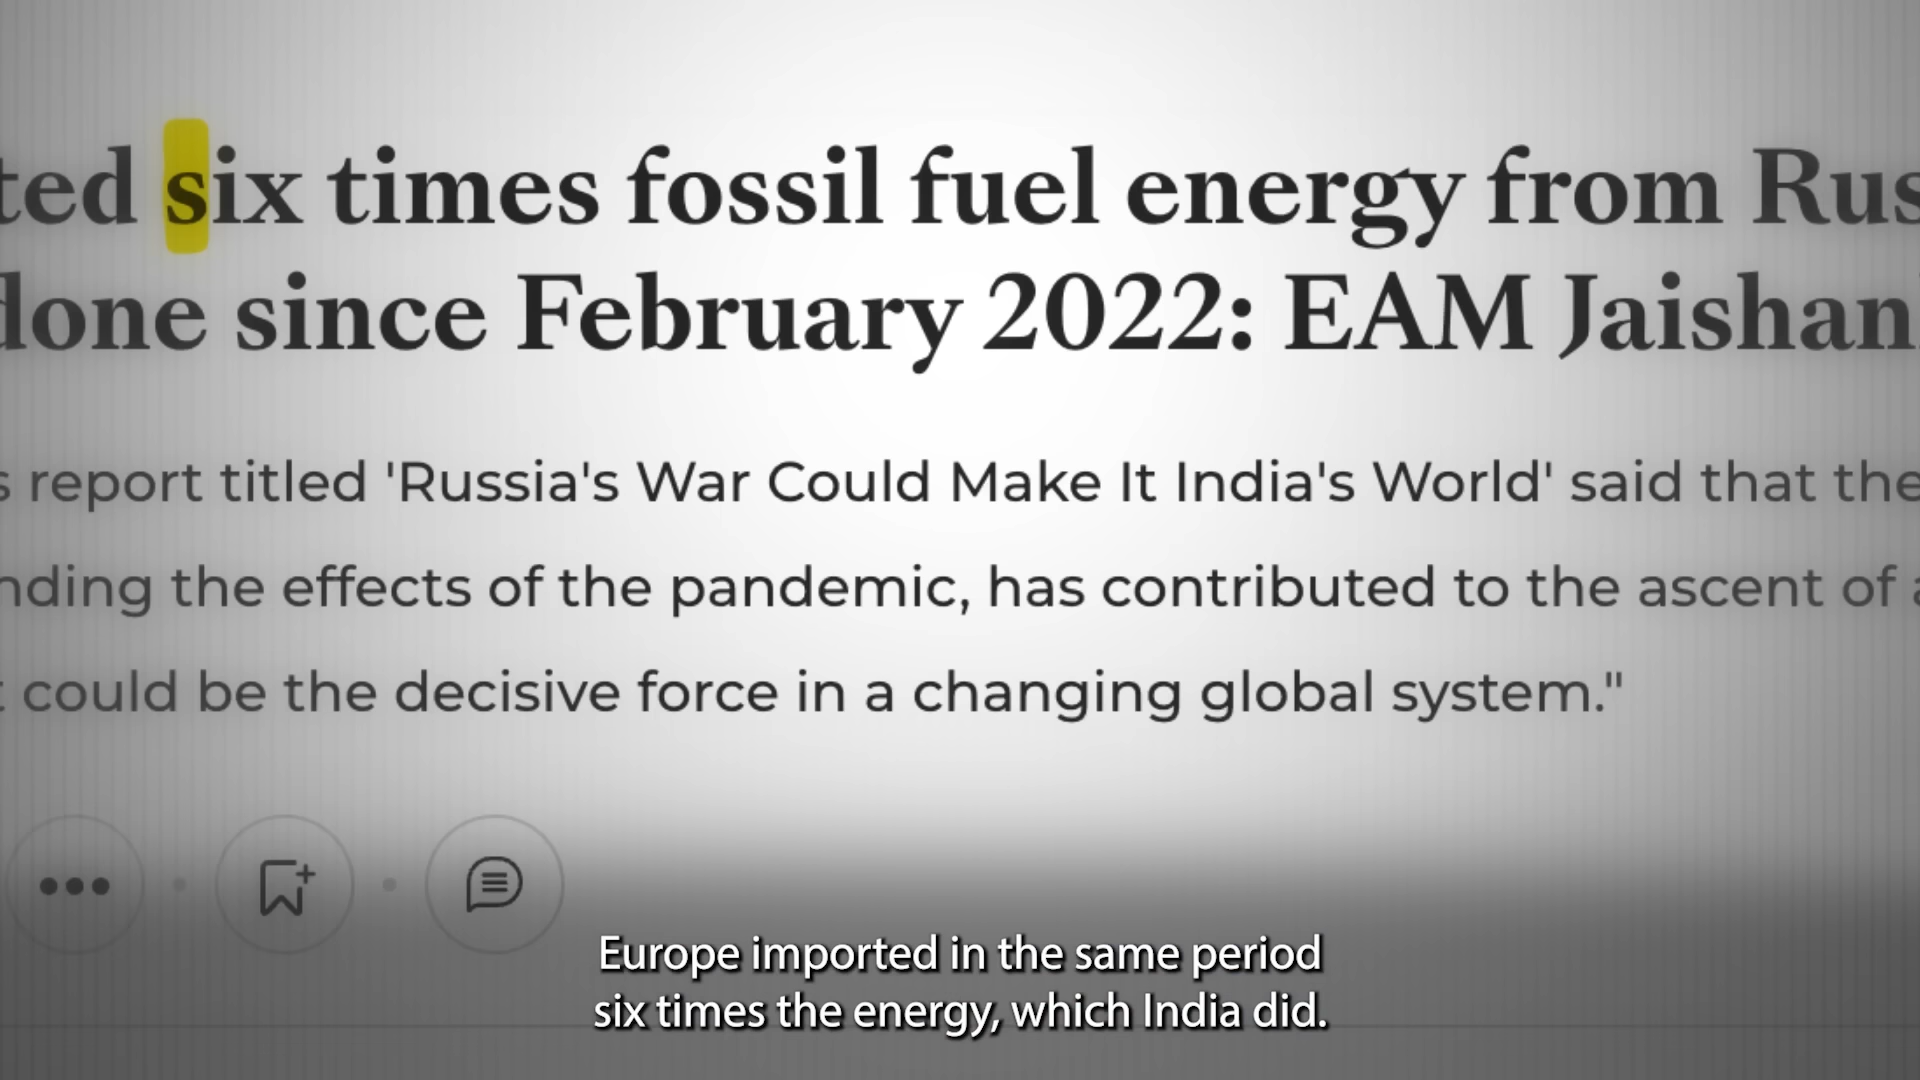 ted six times fossil fuel energy from Rus
done since February 2022: EAM Jaishan
s report titled 'Russia's War Could Make It India's World' said that the
nding the effects of the pandemic, has contributed to the ascent of a
t could be the decisive force in a changing global system."
Europe imported in the same period
six times the energy, which India did.